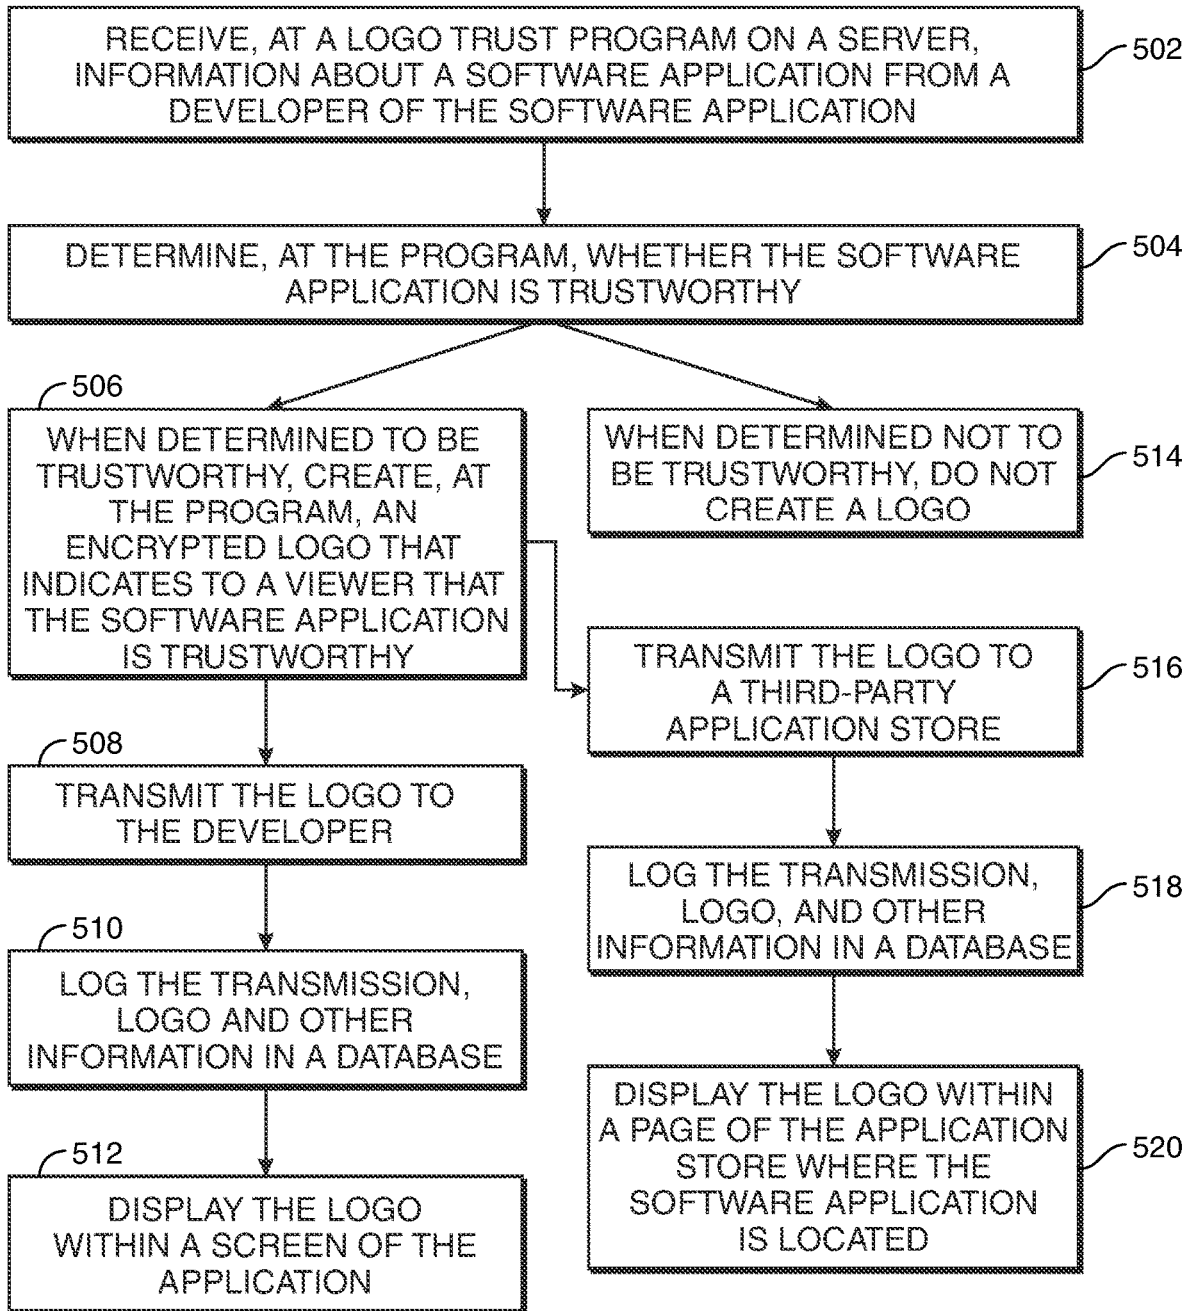 RECEIVE, AT A LOGO TRUST PROGRAM ON A SERVER,
INFORMATION ABOUT A SOFTWARE APPLICATION FROM A
DEVELOPER OF THE SOFTWARE APPLICATION
502
DETERMINE, AT THE PROGRAM, WHETHER THE SOFTWARE
APPLICATION IS TRUSTWORTHY
504
506
WHEN DETERMINED TO BE
TRUSTWORTHY, CREATE, AT
THE PROGRAM, AN
ENCRYPTED LOGO THAT
INDICATES TO A VIEWER THAT
THE SOFTWARE APPLICATION
IS TRUSTWORTHY
WHEN DETERMINED NOT TO
BE TRUSTWORTHY, DO NOT
CREATE A LOGO
514
508
TRANSMIT THE LOGO TO
THE DEVELOPER
510
LOG THE TRANSMISSION,
LOGO AND OTHER
INFORMATION IN A DATABASE
512
DISPLAY THE LOGO
WITHIN A SCREEN OF THE
APPLICATION
TRANSMIT THE LOGO TO
A THIRD-PARTY
APPLICATION STORE
516
LOG THE TRANSMISSION,
LOGO, AND OTHER
INFORMATION IN A DATABASE
518
DISPLAY THE LOGO WITHIN
A PAGE OF THE APPLICATION
STORE WHERE THE
SOFTWARE APPLICATION
IS LOCATED
520